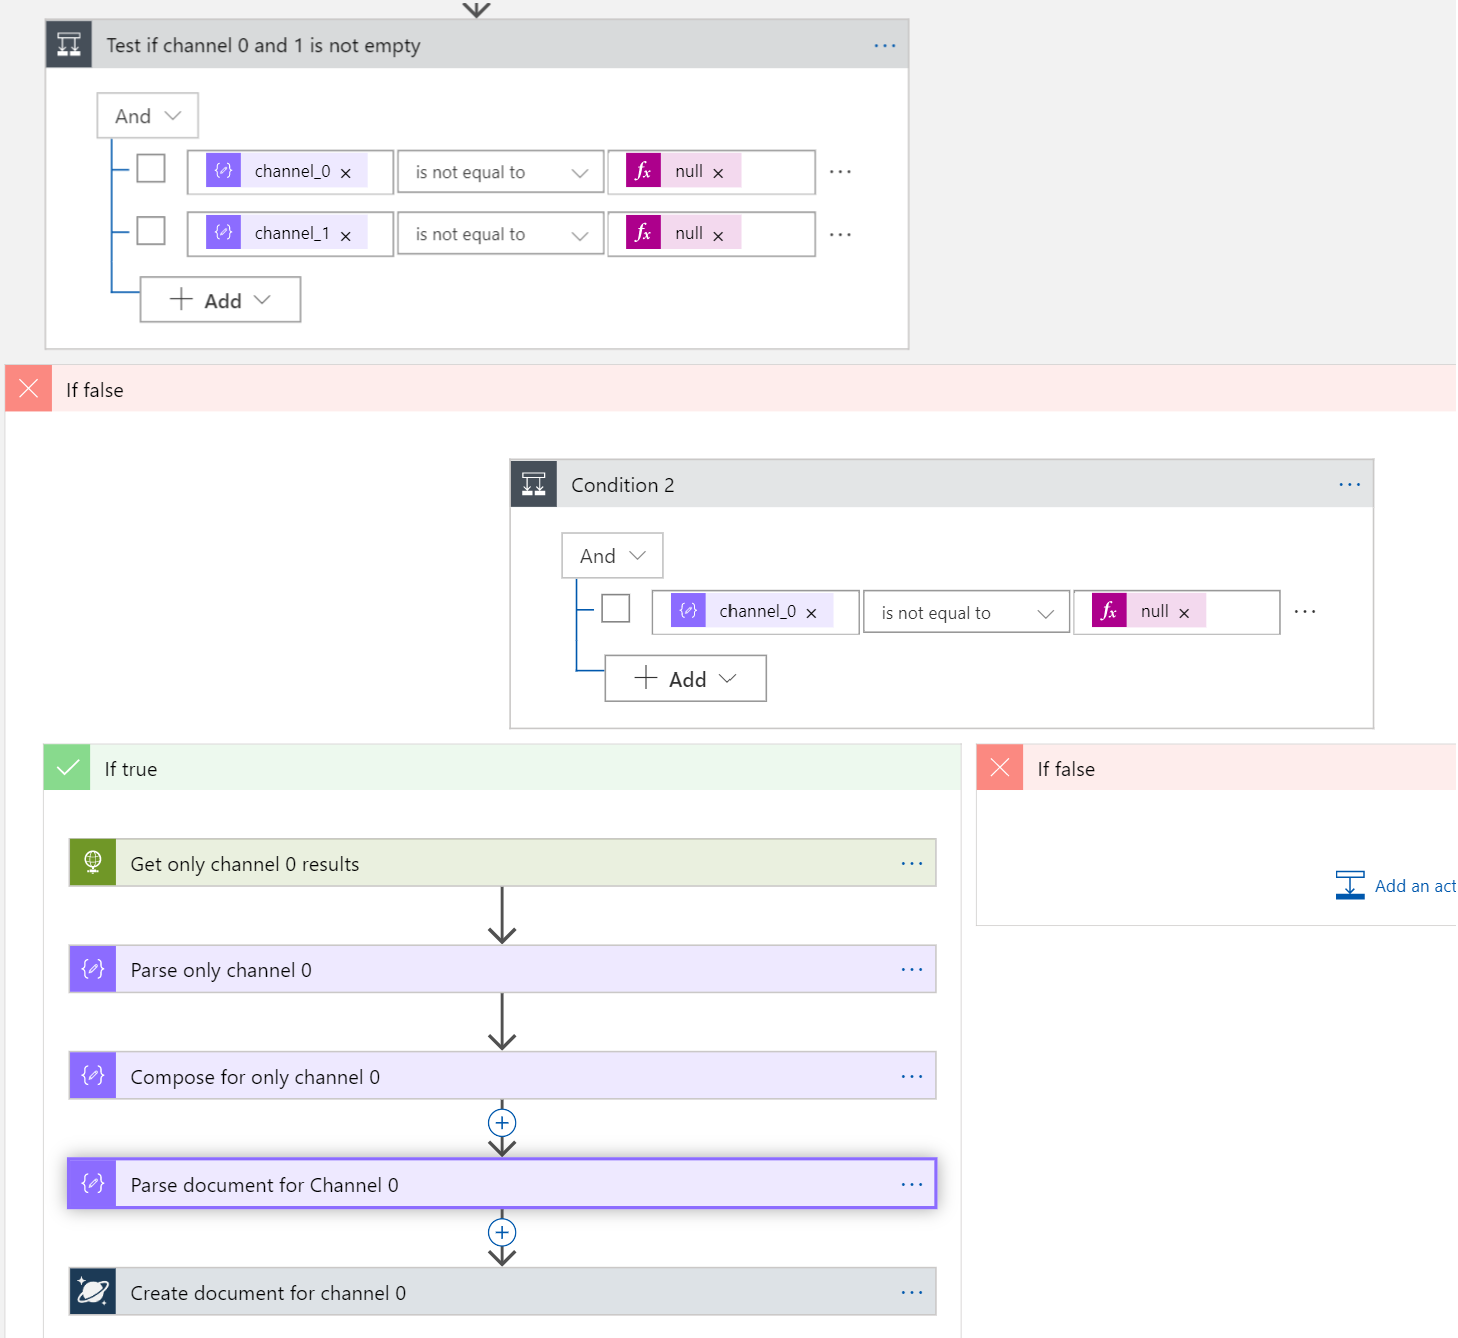 Test if channel 0 and 1 is not empty
And
channel_0 × is not equal to fx null ×
channel_1 × is not equal to fx null ×
+ Add
If false
Condition 2
And
channel_0 × is not equal to fx null ×
+ Add
If true
If false
Get only channel 0 results
Add an act
Parse only channel 0
Compose for only channel 0
Parse document for Channel 0
Create document for channel 0